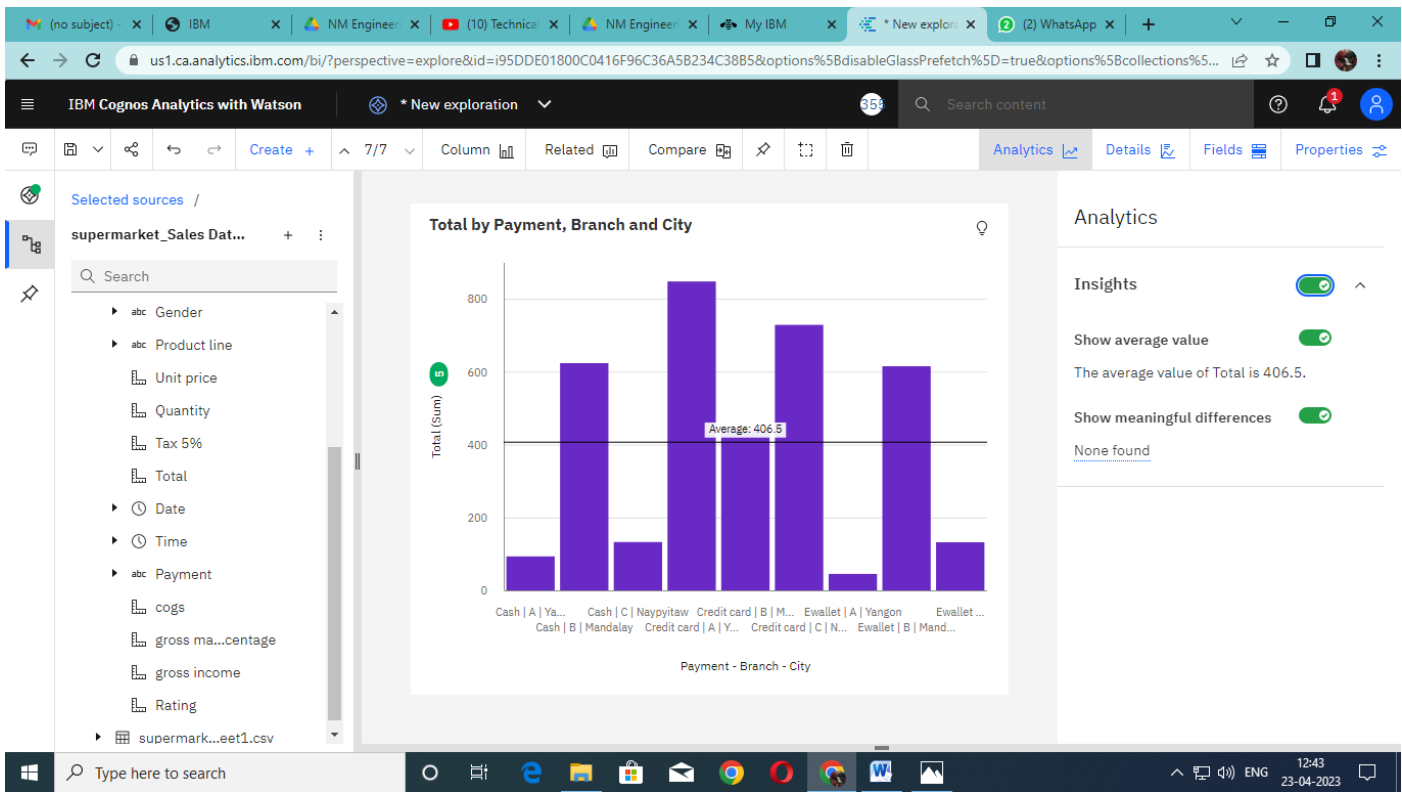 (no subject) -
IBM
NM Engineer
(10) Technical
NM Engineer
My IBM
* New explora
(2) WhatsApp
us1.ca.analytics.ibm.com/bi/?perspective=explore&id=i95DDE01800C0416F96C36A5B234C38B5&options%5BdisableGlassPrefetch%5D=true&options%5Bcollections%5...
IBM Cognos Analytics with Watson
* New exploration
355
Search content
1
Create +
7/7
Column
Related
Compare
Analytics
Details
Fields
Properties
Selected sources /
supermarket_Sales Dat...
Search
abc Gender
abc Product line
Unit price
Quantity
Tax 5%
Total
Date
Time
abc Payment
cogs
gross ma...centage
gross income
Rating
supermark...eet1.csv
Total by Payment, Branch and City
800
600
400
200
0
5
Total (Sum)
Average: 406.5
Cash | A | Ya...
Cash | C | Naypyitaw
Credit card | B | M...
Ewallet | A | Yangon
Ewallet ...
Cash | B | Mandalay
Credit card | A | Y...
Credit card | C | N...
Ewallet | B | Mand...
Payment - Branch - City
Analytics
Insights
Show average value
The average value of Total is 406.5.
Show meaningful differences
None found
Type here to search
ENG
12:43
23-04-2023